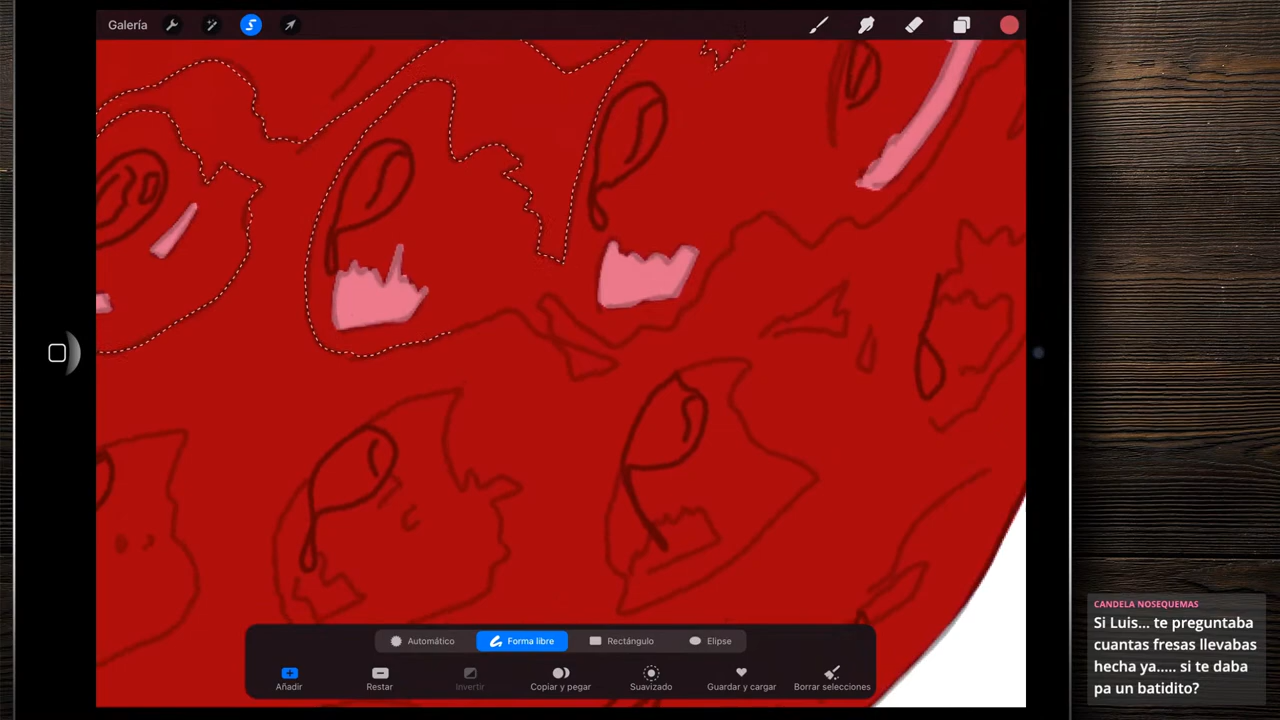 Galería
Automático
Forma libre
Rectángulo
Elipse
Añadir
Restar
Invertir
Copiar y pegar
Suavizado
Guardar y cargar
Borrar selecciones
CANDELA NOSEQUEMAS
Si Luis... te preguntaba
cuantas fresas llevabas
hecha ya..... si te daba
pa un batidito?